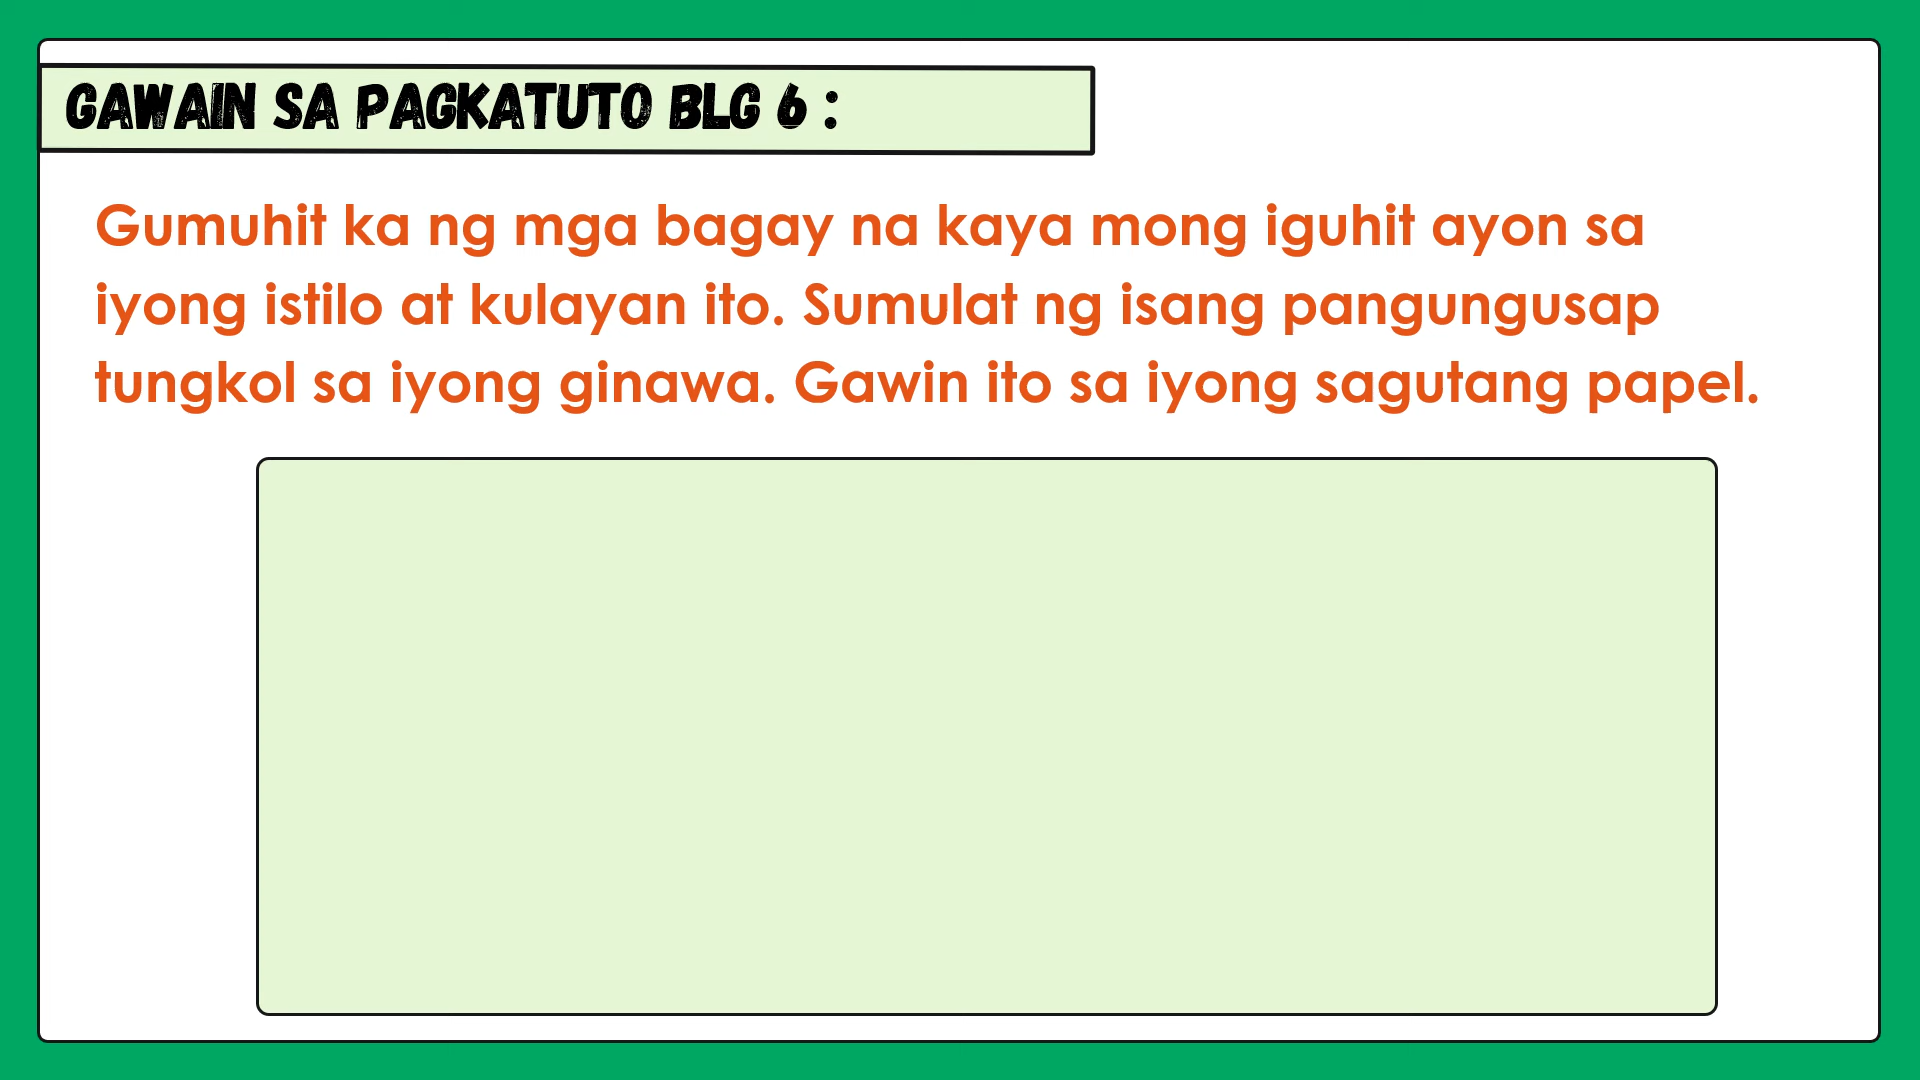 GAWAIN SA PAGKATUTO BLG 6 :
Gumuhit ka ng mga bagay na kaya mong iguhit ayon sa
iyong istilo at kulayan ito. Sumulat ng isang pangungusap
tungkol sa iyong ginawa. Gawin ito sa iyong sagutang papel.